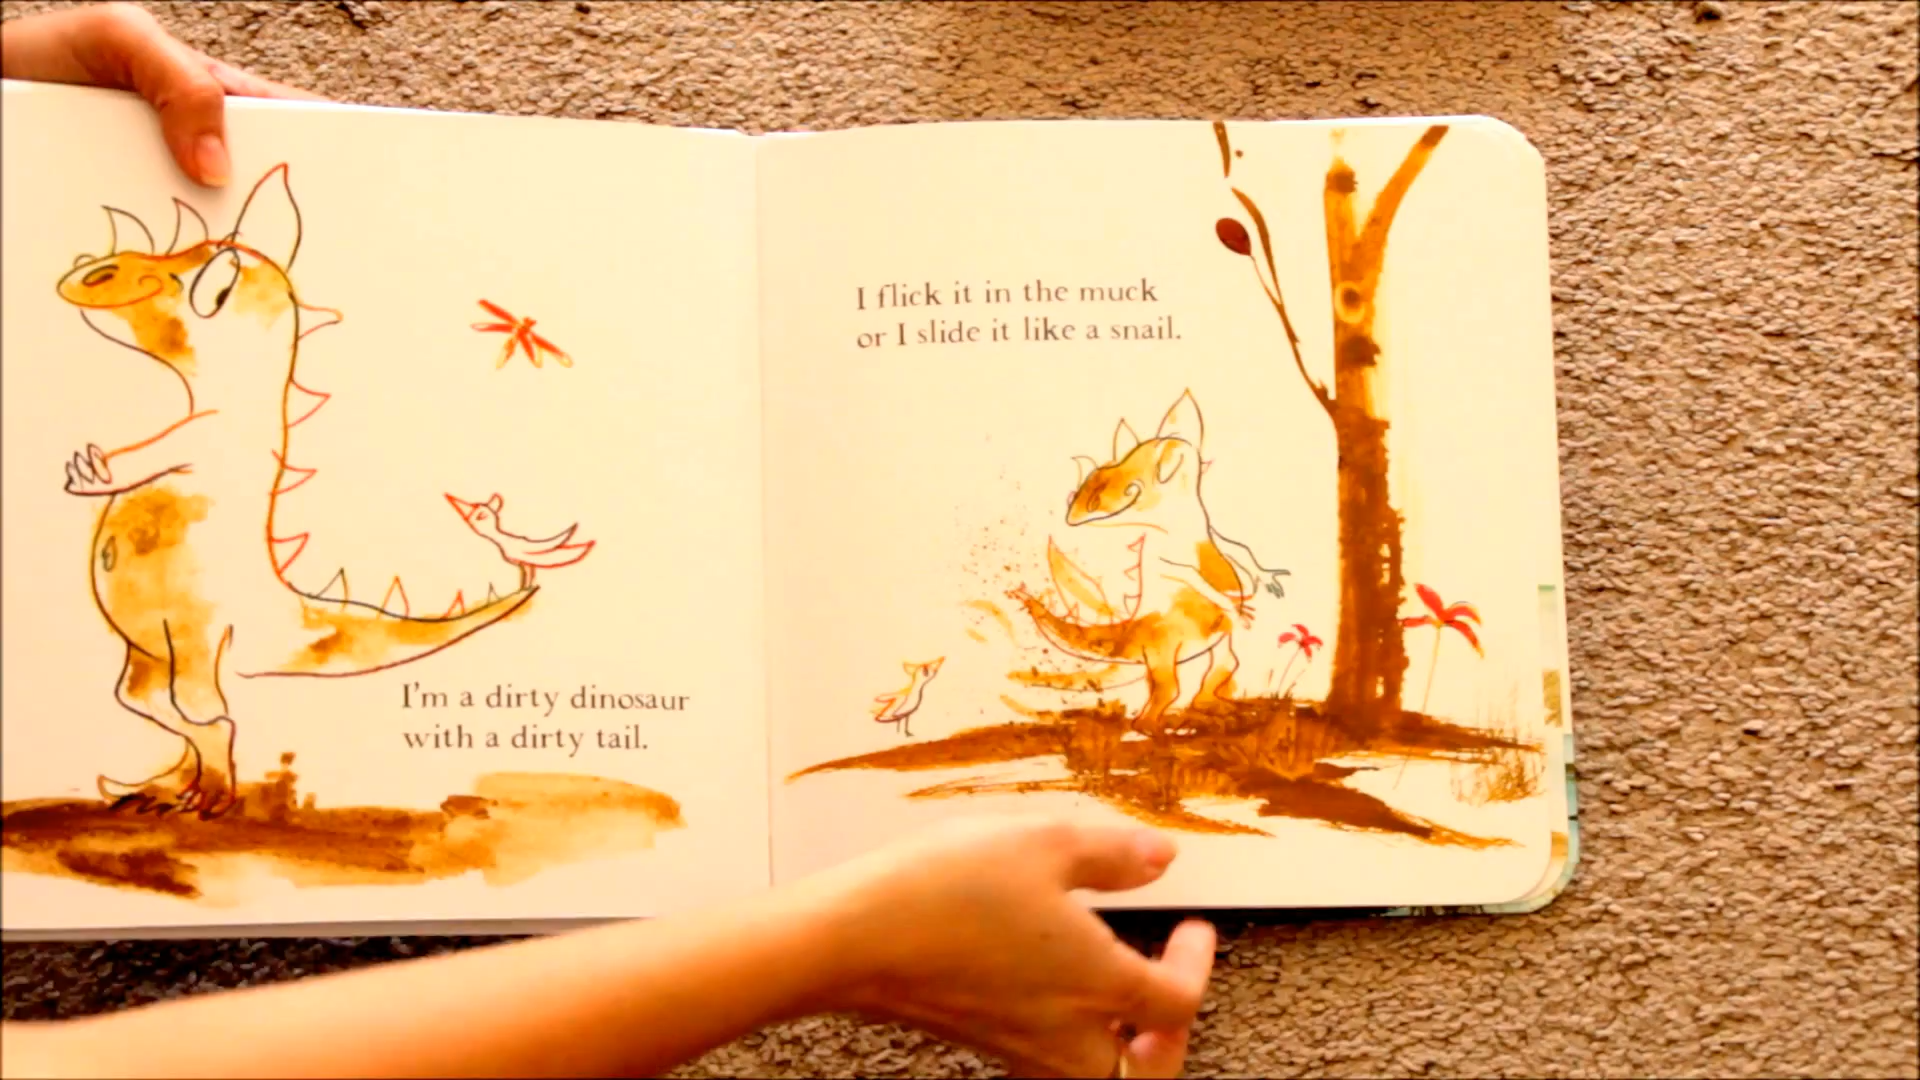 I'm a dirty dinosaur
with a dirty tail.
I flick it in the muck
or I slide it like a snail.